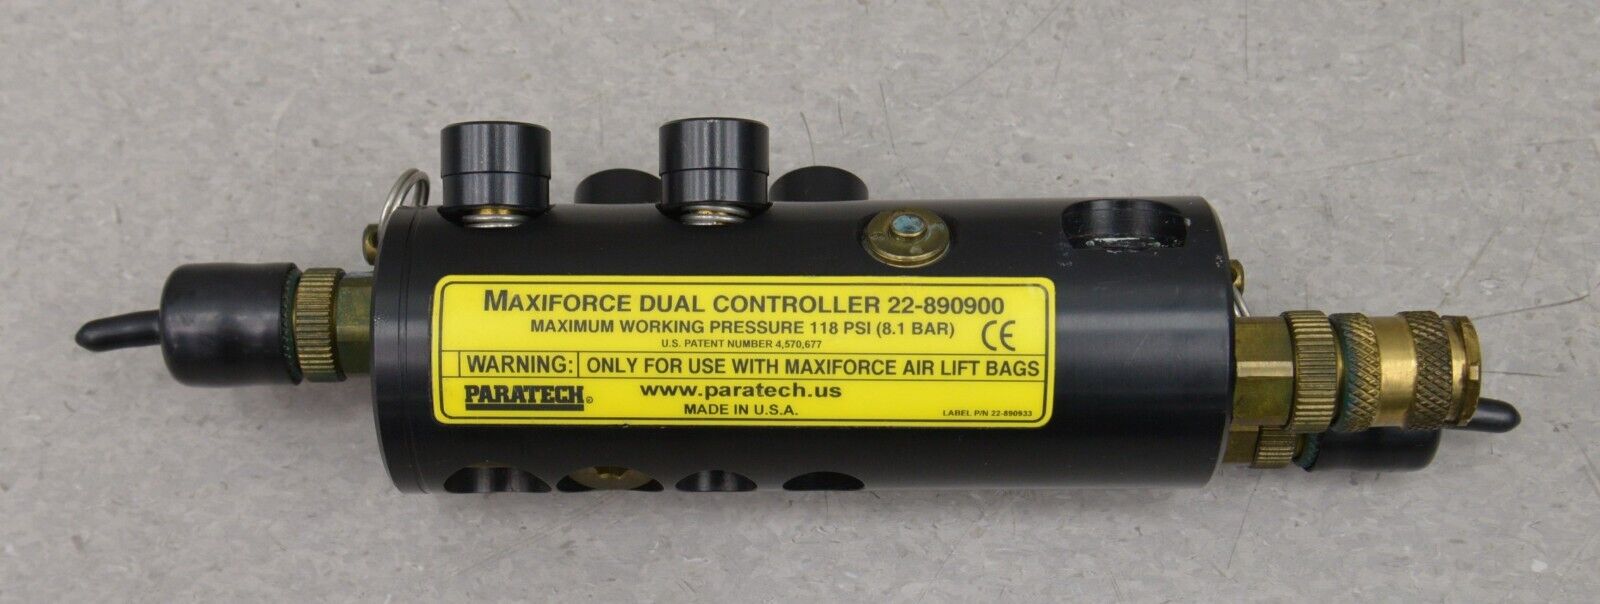 MAXIFORCE DUAL CONTROLLER 22-890900
MAXIMUM WORKING PRESSURE 118 PSI (8.1 BAR)
CE
U.S. PATENT NUMBER 4,570,677
WARNING: ONLY FOR USE WITH MAXIFORCE AIR LIFT BAGS
PARATECH® www.paratech.us
MADE IN U.S.A.
LABEL P/N 22-890933